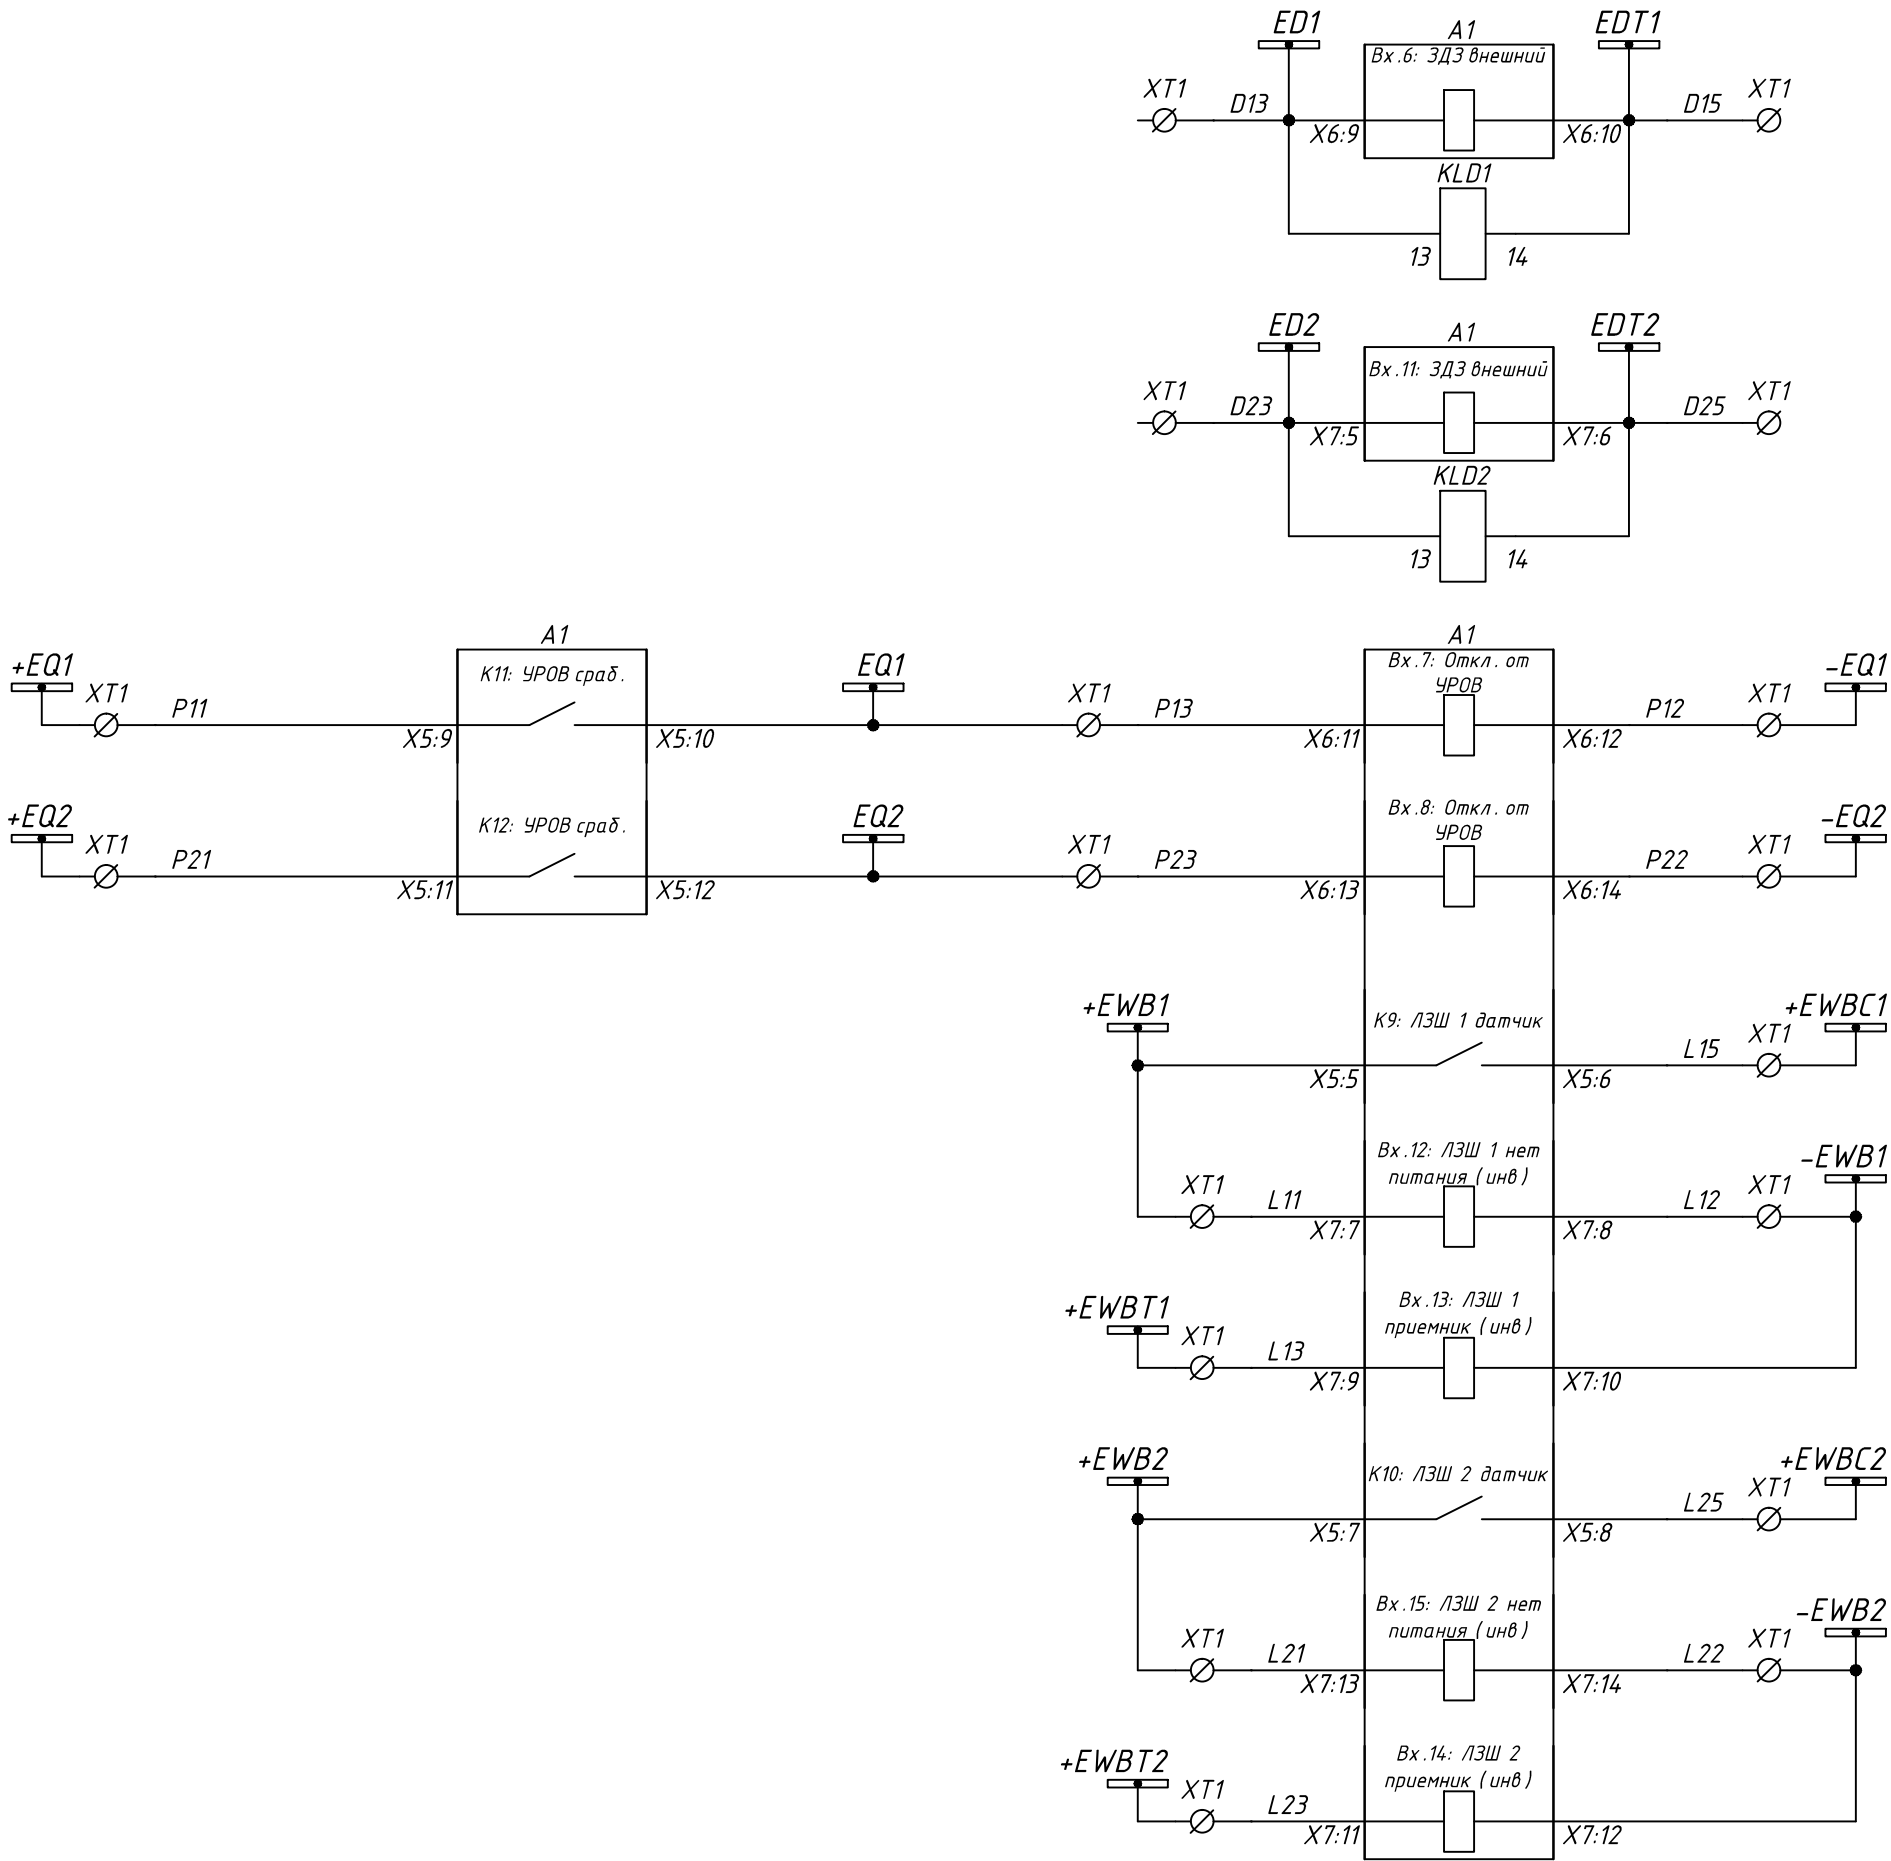 ED1 A1 EDT1
Вх.6: ЗДЗ внешний
XT1 D13 D15 XT1
X6:9 X6:10
KLD1
13 14
ED2 A1 EDT2
Вх.11: ЗДЗ внешний
XT1 D23 D25 XT1
X7:5 X7:6
KLD2
13 14
A1 A1
+EQ1 К11: УРОВ сраб. EQ1 Вх.7: Откл. от -EQ1
УРОВ
XT1 P11 XT1 P13 P12 XT1
X5:9 X5:10 X6:11 X6:12
+EQ2 К12: УРОВ сраб. EQ2 Вх.8: Откл. от -EQ2
УРОВ
XT1 P21 XT1 P23 P22 XT1
X5:11 X5:12 X6:13 X6:14
+EWB1 К9: ЛЗШ 1 датчик +EWBC1
L15 XT1
X5:5 X5:6
Вх.12: ЛЗШ 1 нет -EWB1
питания (инв)
XT1 L11 L12 XT1
X7:7 X7:8
+EWBT1 Вх.13: ЛЗШ 1
приемник (инв)
XT1 L13
X7:9 X7:10
+EWB2 К10: ЛЗШ 2 датчик +EWBC2
L25 XT1
X5:7 X5:8
Вх.15: ЛЗШ 2 нет -EWB2
питания (инв)
XT1 L21 L22 XT1
X7:13 X7:14
+EWBT2 Вх.14: ЛЗШ 2
приемник (инв)
XT1 L23
X7:11 X7:12